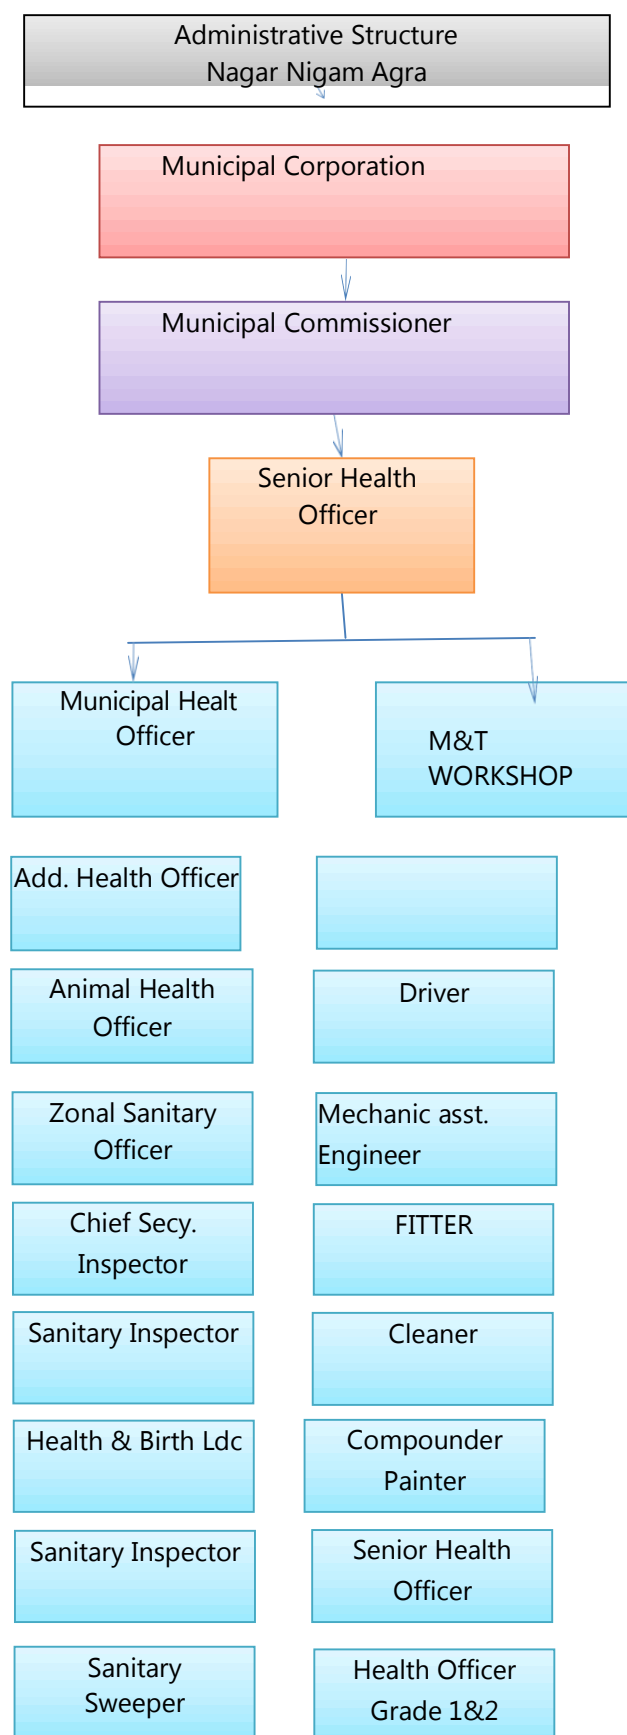 Administrative Structure
Nagar Nigam Agra
Municipal Corporation
Municipal Commissioner
Senior Health
Officer
Municipal Healt
Officer
M&T
WORKSHOP
Add. Health Officer
Animal Health
Officer
Driver
Zonal Sanitary
Officer
Mechanic asst.
Engineer
Chief Secy.
Inspector
FITTER
Sanitary Inspector
Cleaner
Health & Birth Ldc
Compounder
Painter
Sanitary Inspector
Senior Health
Officer
Sanitary
Sweeper
Health Officer
Grade 1&2